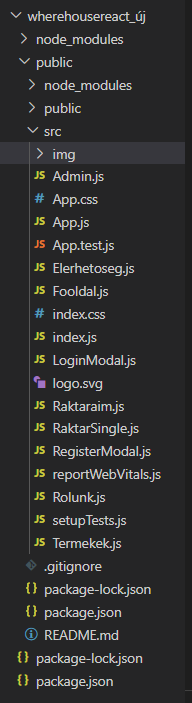 wherehousereact_új
node_modules
public
node_modules
public
src
img
JS Admin.js
# App.css
JS App.js
JS App.test.js
JS Elerhetoseg.js
JS Fooldal.js
# index.css
JS index.js
JS LoginModal.js
logo.svg
JS Raktaraim.js
JS RaktarSingle.js
JS RegisterModal.js
JS reportWebVitals.js
JS Rolunk.js
JS setupTests.js
JS Termekek.js
.gitignore
{} package-lock.json
{} package.json
README.md
{} package-lock.json
{} package.json